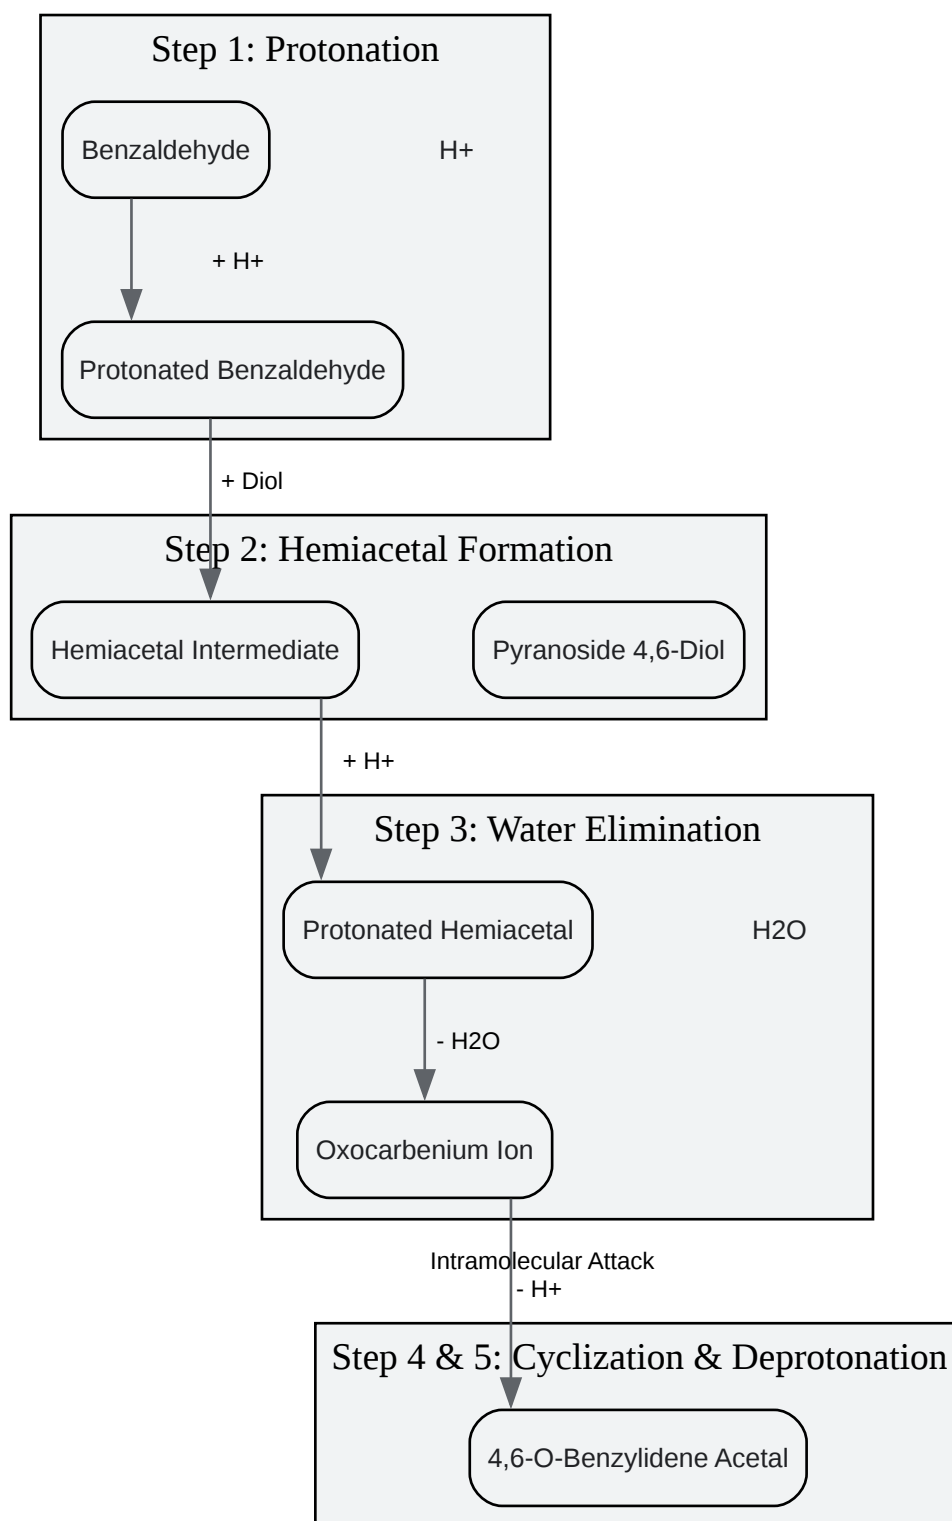 Step 1: Protonation
Benzaldehyde
H+
+ H+
Protonated Benzaldehyde
+ Diol
Step 2: Hemiacetal Formation
Hemiacetal Intermediate
Pyranoside 4,6-Diol
+ H+
Step 3: Water Elimination
Protonated Hemiacetal
H2O
- H2O
Oxocarbenium Ion
Intramolecular Attack
- H+
Step 4 & 5: Cyclization & Deprotonation
4,6-O-Benzylidene Acetal